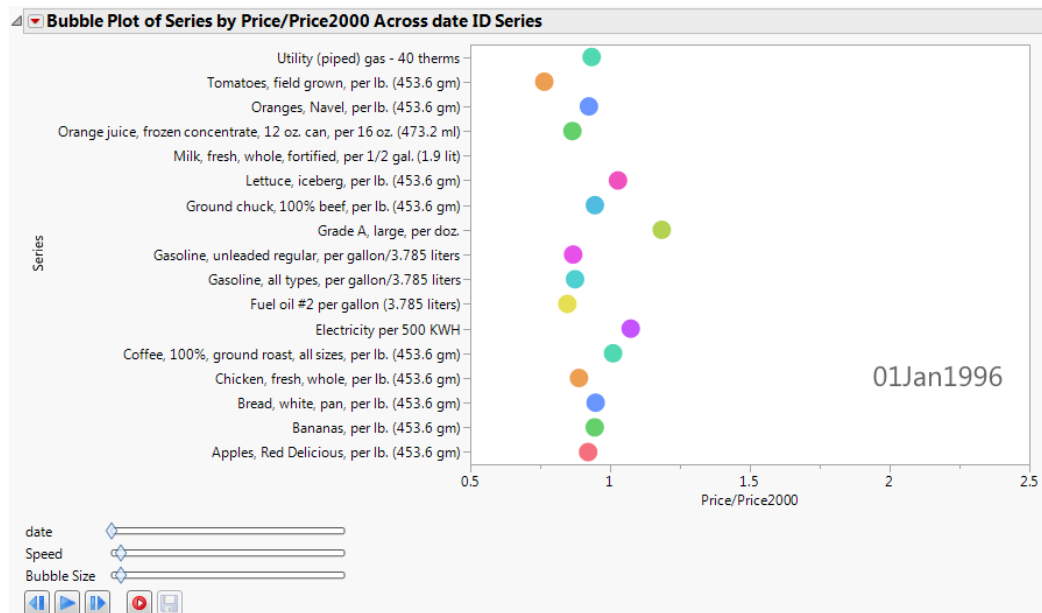 Bubble Plot of Series by Price/Price2000 Across date ID Series
Series
Utility (piped) gas - 40 therms
Tomatoes, field grown, per lb. (453.6 gm)
Oranges, Navel, per lb. (453.6 gm)
Orange juice, frozen concentrate, 12 oz. can, per 16 oz. (473.2 ml)
Milk, fresh, whole, fortified, per 1/2 gal. (1.9 lit)
Lettuce, iceberg, per lb. (453.6 gm)
Ground chuck, 100% beef, per lb. (453.6 gm)
Grade A, large, per doz.
Gasoline, unleaded regular, per gallon/3.785 liters
Gasoline, all types, per gallon/3.785 liters
Fuel oil #2 per gallon (3.785 liters)
Electricity per 500 KWH
Coffee, 100%, ground roast, all sizes, per lb. (453.6 gm)
Chicken, fresh, whole, per lb. (453.6 gm)
Bread, white, pan, per lb. (453.6 gm)
Bananas, per lb. (453.6 gm)
Apples, Red Delicious, per lb. (453.6 gm)
01Jan1996
0.5 1 1.5 2 2.5
Price/Price2000
date
Speed
Bubble Size